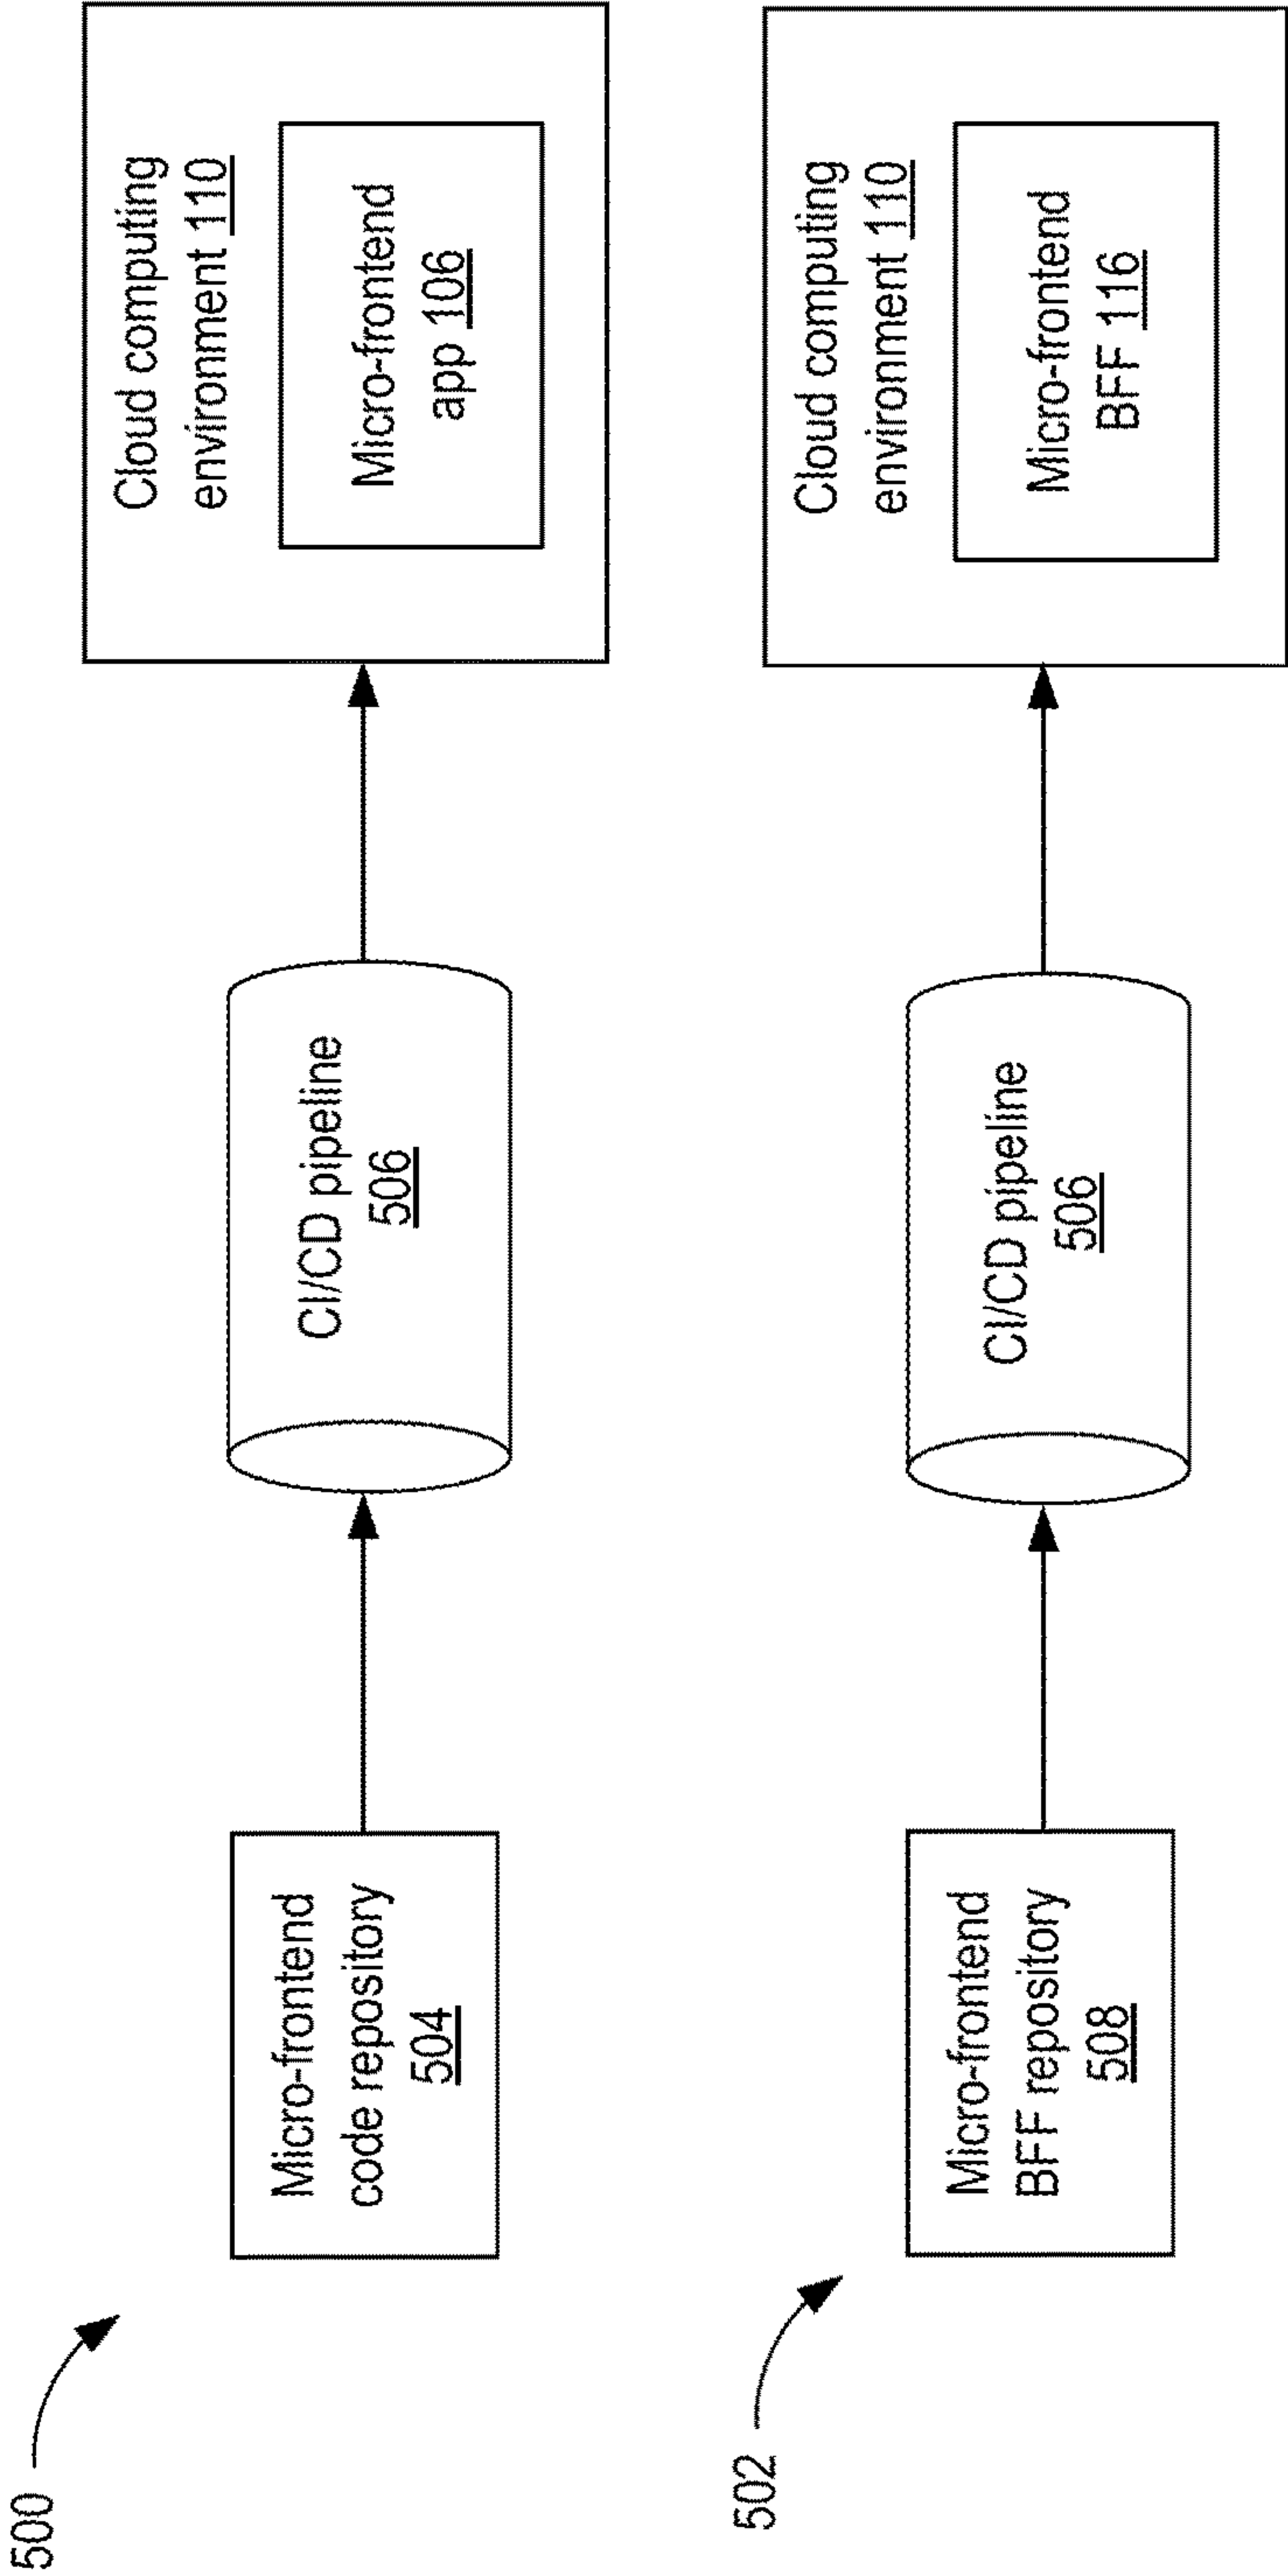 500
Micro-frontend
code repository
504
CI/CD pipeline
506
Cloud computing
environment 110
Micro-frontend
app 106
502
Micro-frontend
BFF repository
508
CI/CD pipeline
506
Cloud computing
environment 110
Micro-frontend
BFF 116